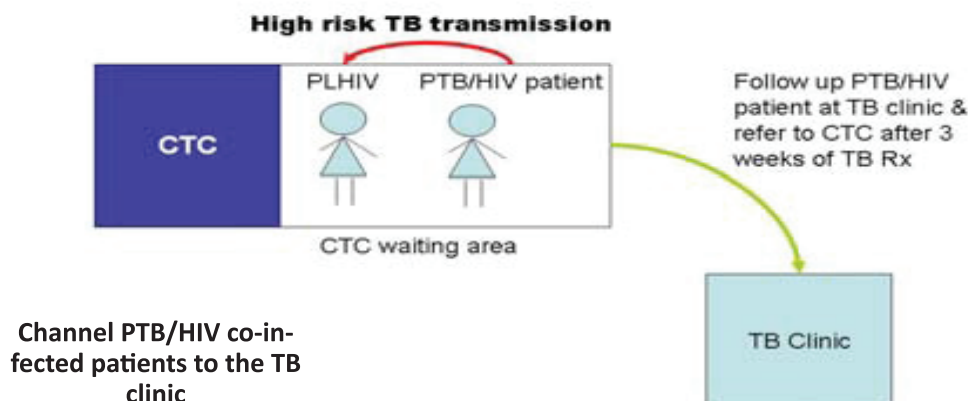 High risk TB transmission
PLHIV
PTB/HIV patient
CTC
CTC waiting area
Follow up PTB/HIV
patient at TB clinic &
refer to CTC after 3
weeks of TB Rx
TB Clinic
Channel PTB/HIV co-in-
fected patients to the TB
clinic